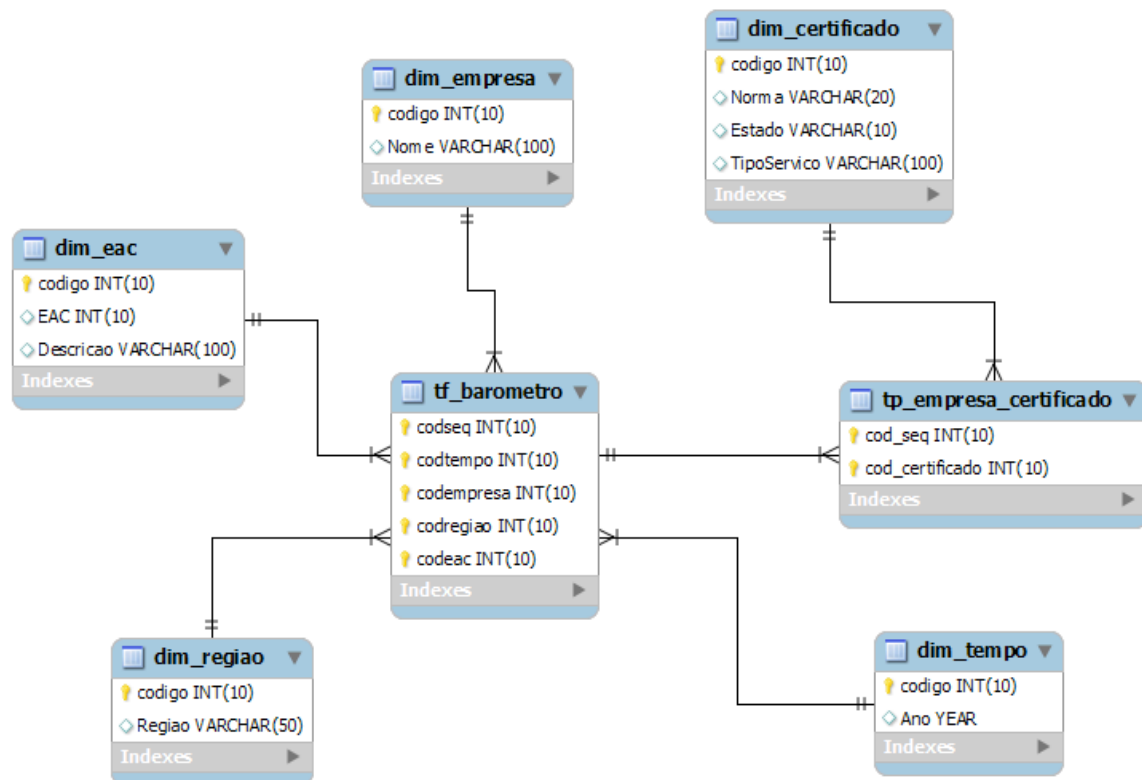 dim_certificado
codigo INT(10)
Norma VARCHAR(20)
Estado VARCHAR(10)
TipoServico VARCHAR(100)
Indexes
dim_empresa
codigo INT(10)
Nome VARCHAR(100)
Indexes
dim_eac
codigo INT(10)
EAC INT(10)
Descricao VARCHAR(100)
Indexes
tf_barometro
codseq INT(10)
codtempo INT(10)
codempresa INT(10)
codregiao INT(10)
codeac INT(10)
Indexes
tp_empresa_certificado
cod_seq INT(10)
cod_certificado INT(10)
Indexes
dim_regiao
codigo INT(10)
Regiao VARCHAR(50)
Indexes
dim_tempo
codigo INT(10)
Ano YEAR
Indexes